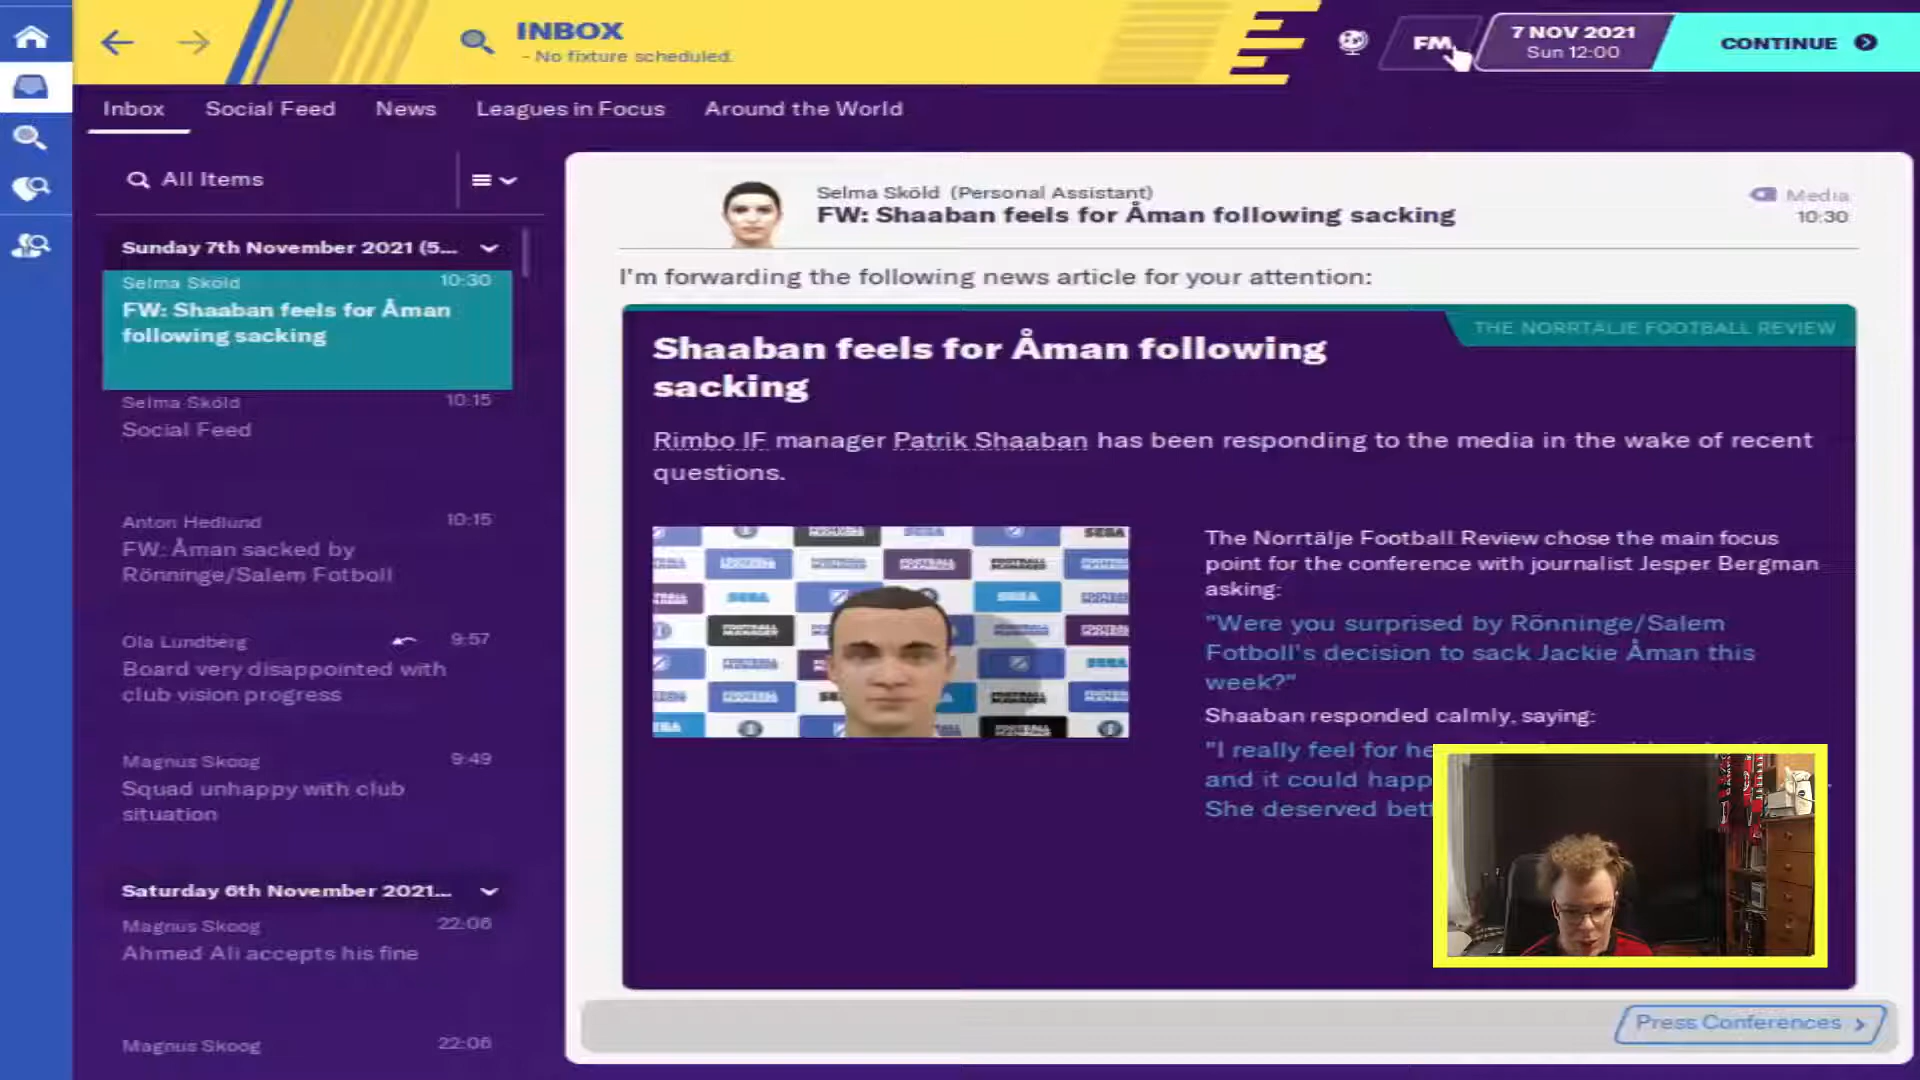 INBOX
- No fixture scheduled.
FM
7 NOV 2021
Sun 12:00
CONTINUE
Inbox
Social Feed
News
Leagues in Focus
Around the World
All Items
Sunday 7th November 2021 (5...
Selma Sköld
10:30
FW: Shaaban feels for Åman
following sacking
Selma Sköld
10:15
Social Feed
Anton Hedlund
10:15
FW: Åman sacked by
Rönninge/Salem Fotboll
Ola Lundberg
9:57
Board very disappointed with
club vision progress
Magnus Skoog
9:49
Squad unhappy with club
situation
Saturday 6th November 2021...
Magnus Skoog
22:06
Ahmed Ali accepts his fine
Magnus Skoog
22:06
Selma Sköld (Personal Assistant)
FW: Shaaban feels for Åman following sacking
Media
10:30
I'm forwarding the following news article for your attention:
THE NORRTÄLJE FOOTBALL REVIEW
Shaaban feels for Åman following
sacking
Rimbo IF manager Patrik Shaaban has been responding to the media in the wake of recent
questions.
SEGA
FOOTBALL MANAGER
The Norrtälje Football Review chose the main focus
point for the conference with journalist Jesper Bergman
asking:
"Were you surprised by Rönninge/Salem
Fotboll's decision to sack Jackie Åman this
week?"
Shaaban responded calmly, saying:
"I really feel for
and it could
She deserved
Press Conferences